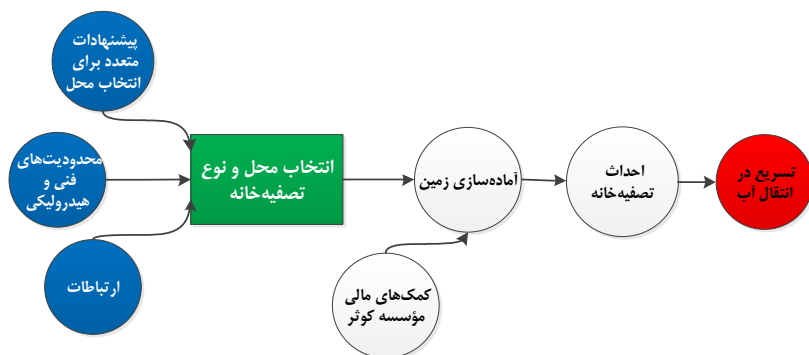 پیشنهادات
متعدد برای
انتخاب محل
محدودیت‌های
فنی و
هیدرولیکی
ارتباطات
انتخاب محل و نوع
تصفیه‌خانه
آماده‌سازی زمین
کمک‌های مالی
مؤسسه کوثر
احداث
تصفیه‌خانه
تسریع در
انتقال آب